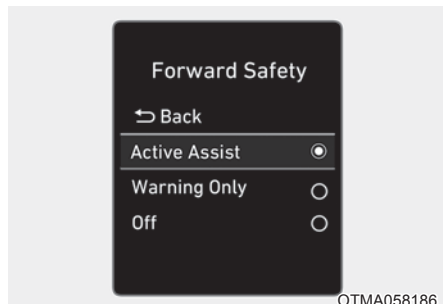 Forward Safety
Back
Active Assist
Warning Only
Off
OTMA058186